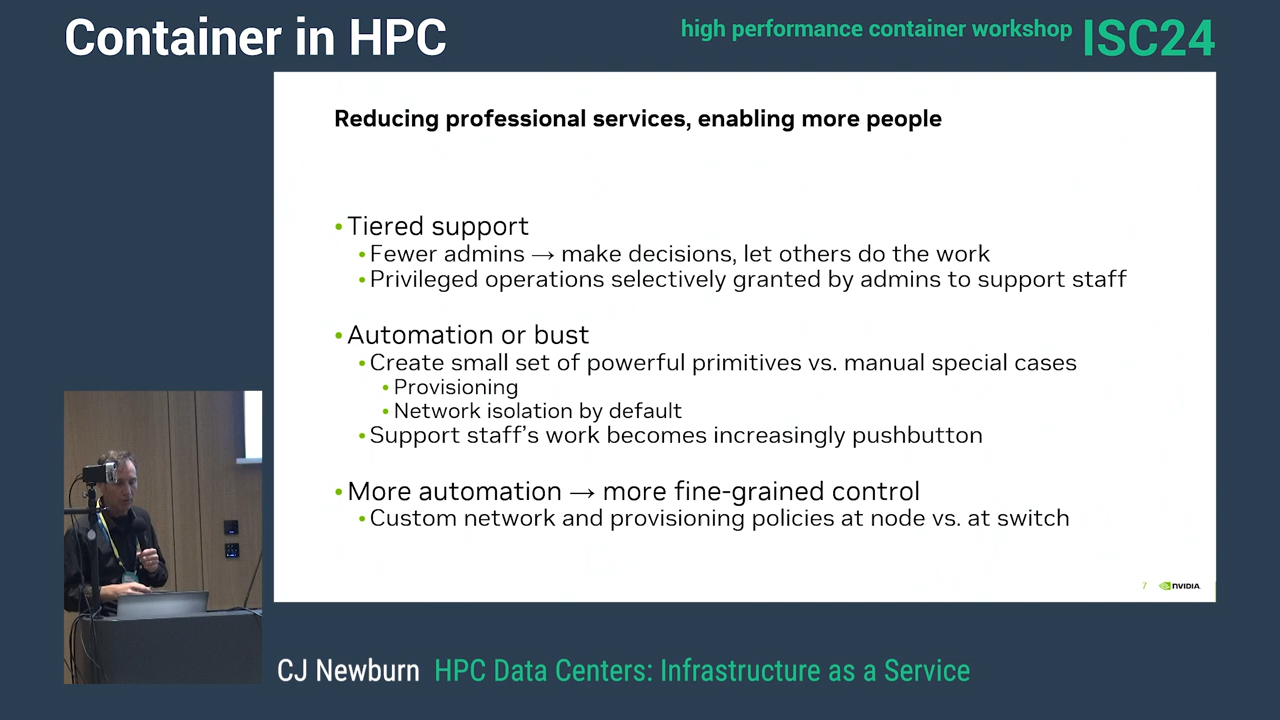 Container in HPC
high performance container workshop ISC24
Reducing professional services, enabling more people
•Tiered support
•Fewer admins → make decisions, let others do the work
•Privileged operations selectively granted by admins to support staff
•Automation or bust
•Create small set of powerful primitives vs. manual special cases
•Provisioning
•Network isolation by default
•Support staff’s work becomes increasingly pushbutton
•More automation → more fine-grained control
•Custom network and provisioning policies at node vs. at switch
7 NVIDIA.
CJ Newburn HPC Data Centers: Infrastructure as a Service